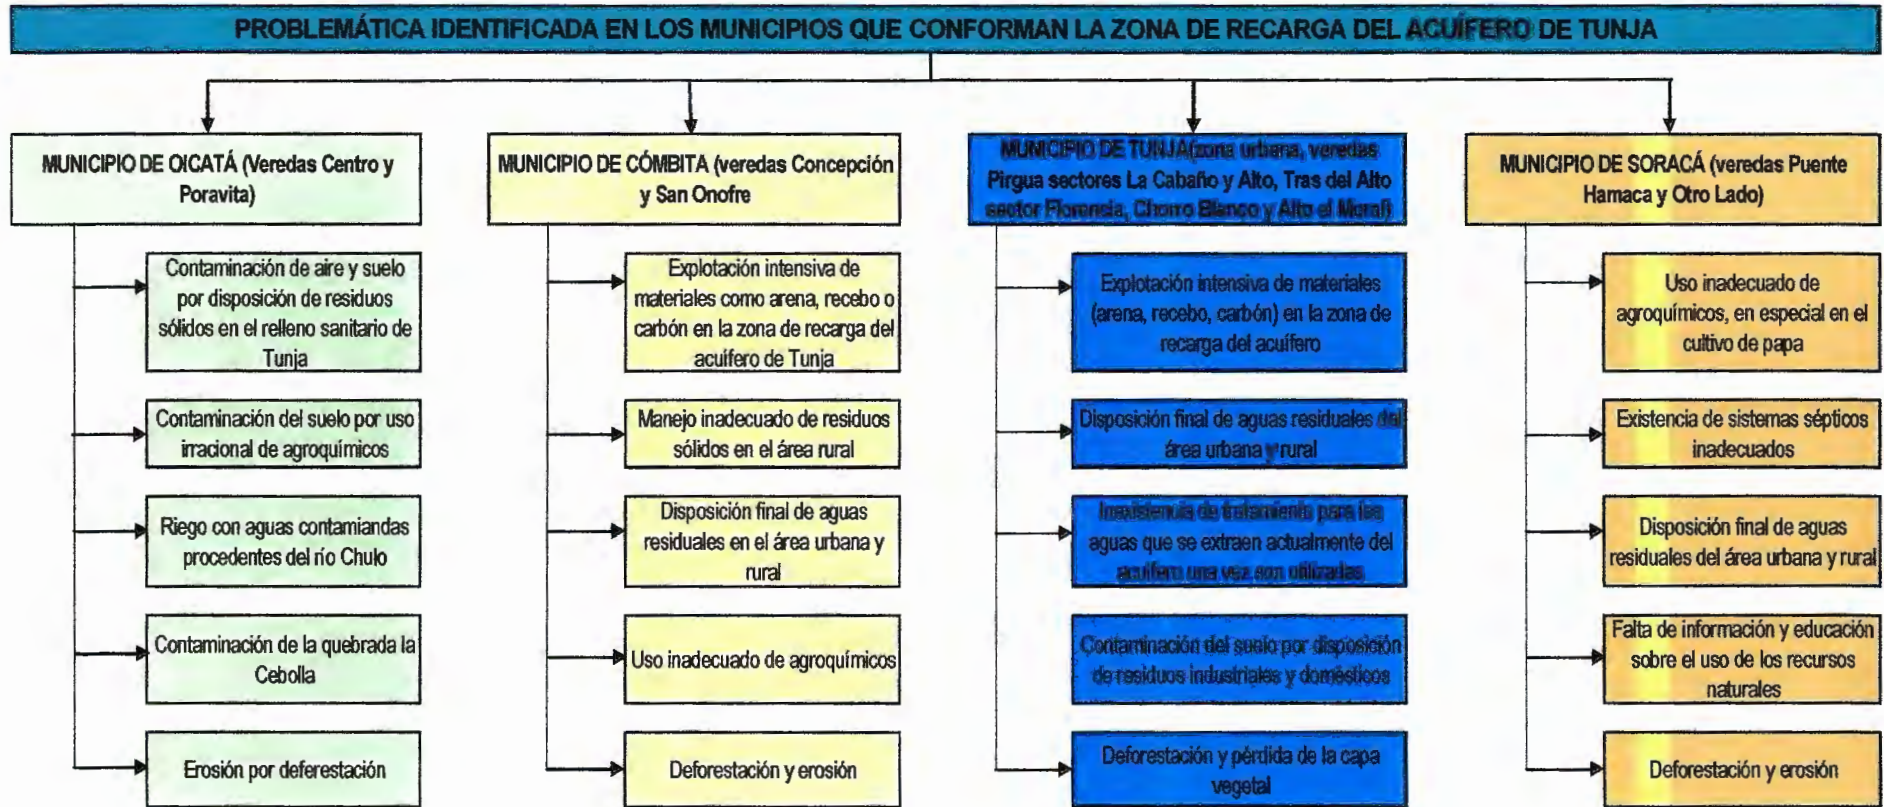 PROBLEMÁTICA IDENTIFICADA EN LOS MUNICIPIOS QUE CONFORMAN LA ZONA DE RECARGA DEL ACUÍFERO DE TUNJA
MUNICIPIO DE OICATÁ (Veredas Centro y
Poravita)
Contaminación de aire y suelo
por disposición de residuos
sólidos en el relleno sanitario de
Tunja
Contaminación del suelo por uso
irracional de agroquímicos
Riego con aguas contamiandas
procedentes del río Chulo
Contaminación de la quebrada la
Cebolla
Erosión por deferestación
MUNICIPIO DE CÓMBITA (veredas Concepción
y San Onofre
Explotación intensiva de
materiales como arena, recebo o
carbón en la zona de recarga del
acuífero de Tunja
Manejo inadecuado de residuos
sólidos en el área rural
Disposición final de aguas
residuales en el área urbana y
rural
Uso inadecuado de agroquímicos
Deforestación y erosión
MUNICIPIO DE TUNJA(zona urbana, veredas
Pirgua sectores La Cabaño y Alto, Tras del Alto
sector Florencia, Chorro Blanco y Alto el Moral)
Explotación intensiva de materiales
(arena, recebo, carbón) en la zona de
recarga del acuífero
Disposición final de aguas residuales del
área urbana y rural
Inexistencia de tratamiento para las
aguas que se extraen actualmente del
acuífero una vez son utilizadas
Contaminación del suelo por disposición
de residuos industriales y domésticos
Deforestación y pérdida de la capa
vegetal
MUNICIPIO DE SORACÁ (veredas Puente
Hamaca y Otro Lado)
Uso inadecuado de
agroquímicos, en especial en el
cultivo de papa
Existencia de sistemas sépticos
inadecuados
Disposición final de aguas
residuales del área urbana y rural
Falta de información y educación
sobre el uso de los recursos
naturales
Deforestación y erosión